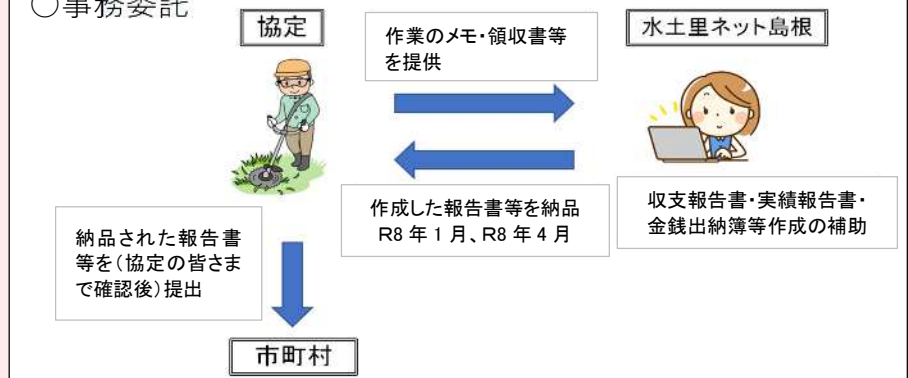 ○事務委託
協定
作業のメモ・領収書等
を提供
水土里ネット島根
作成した報告書等を納品
R8年1月、R8年4月
収支報告書・実績報告書・
金銭出納簿等作成の補助
納品された報告書
等を(協定の皆さま
で確認後)提出
市町村